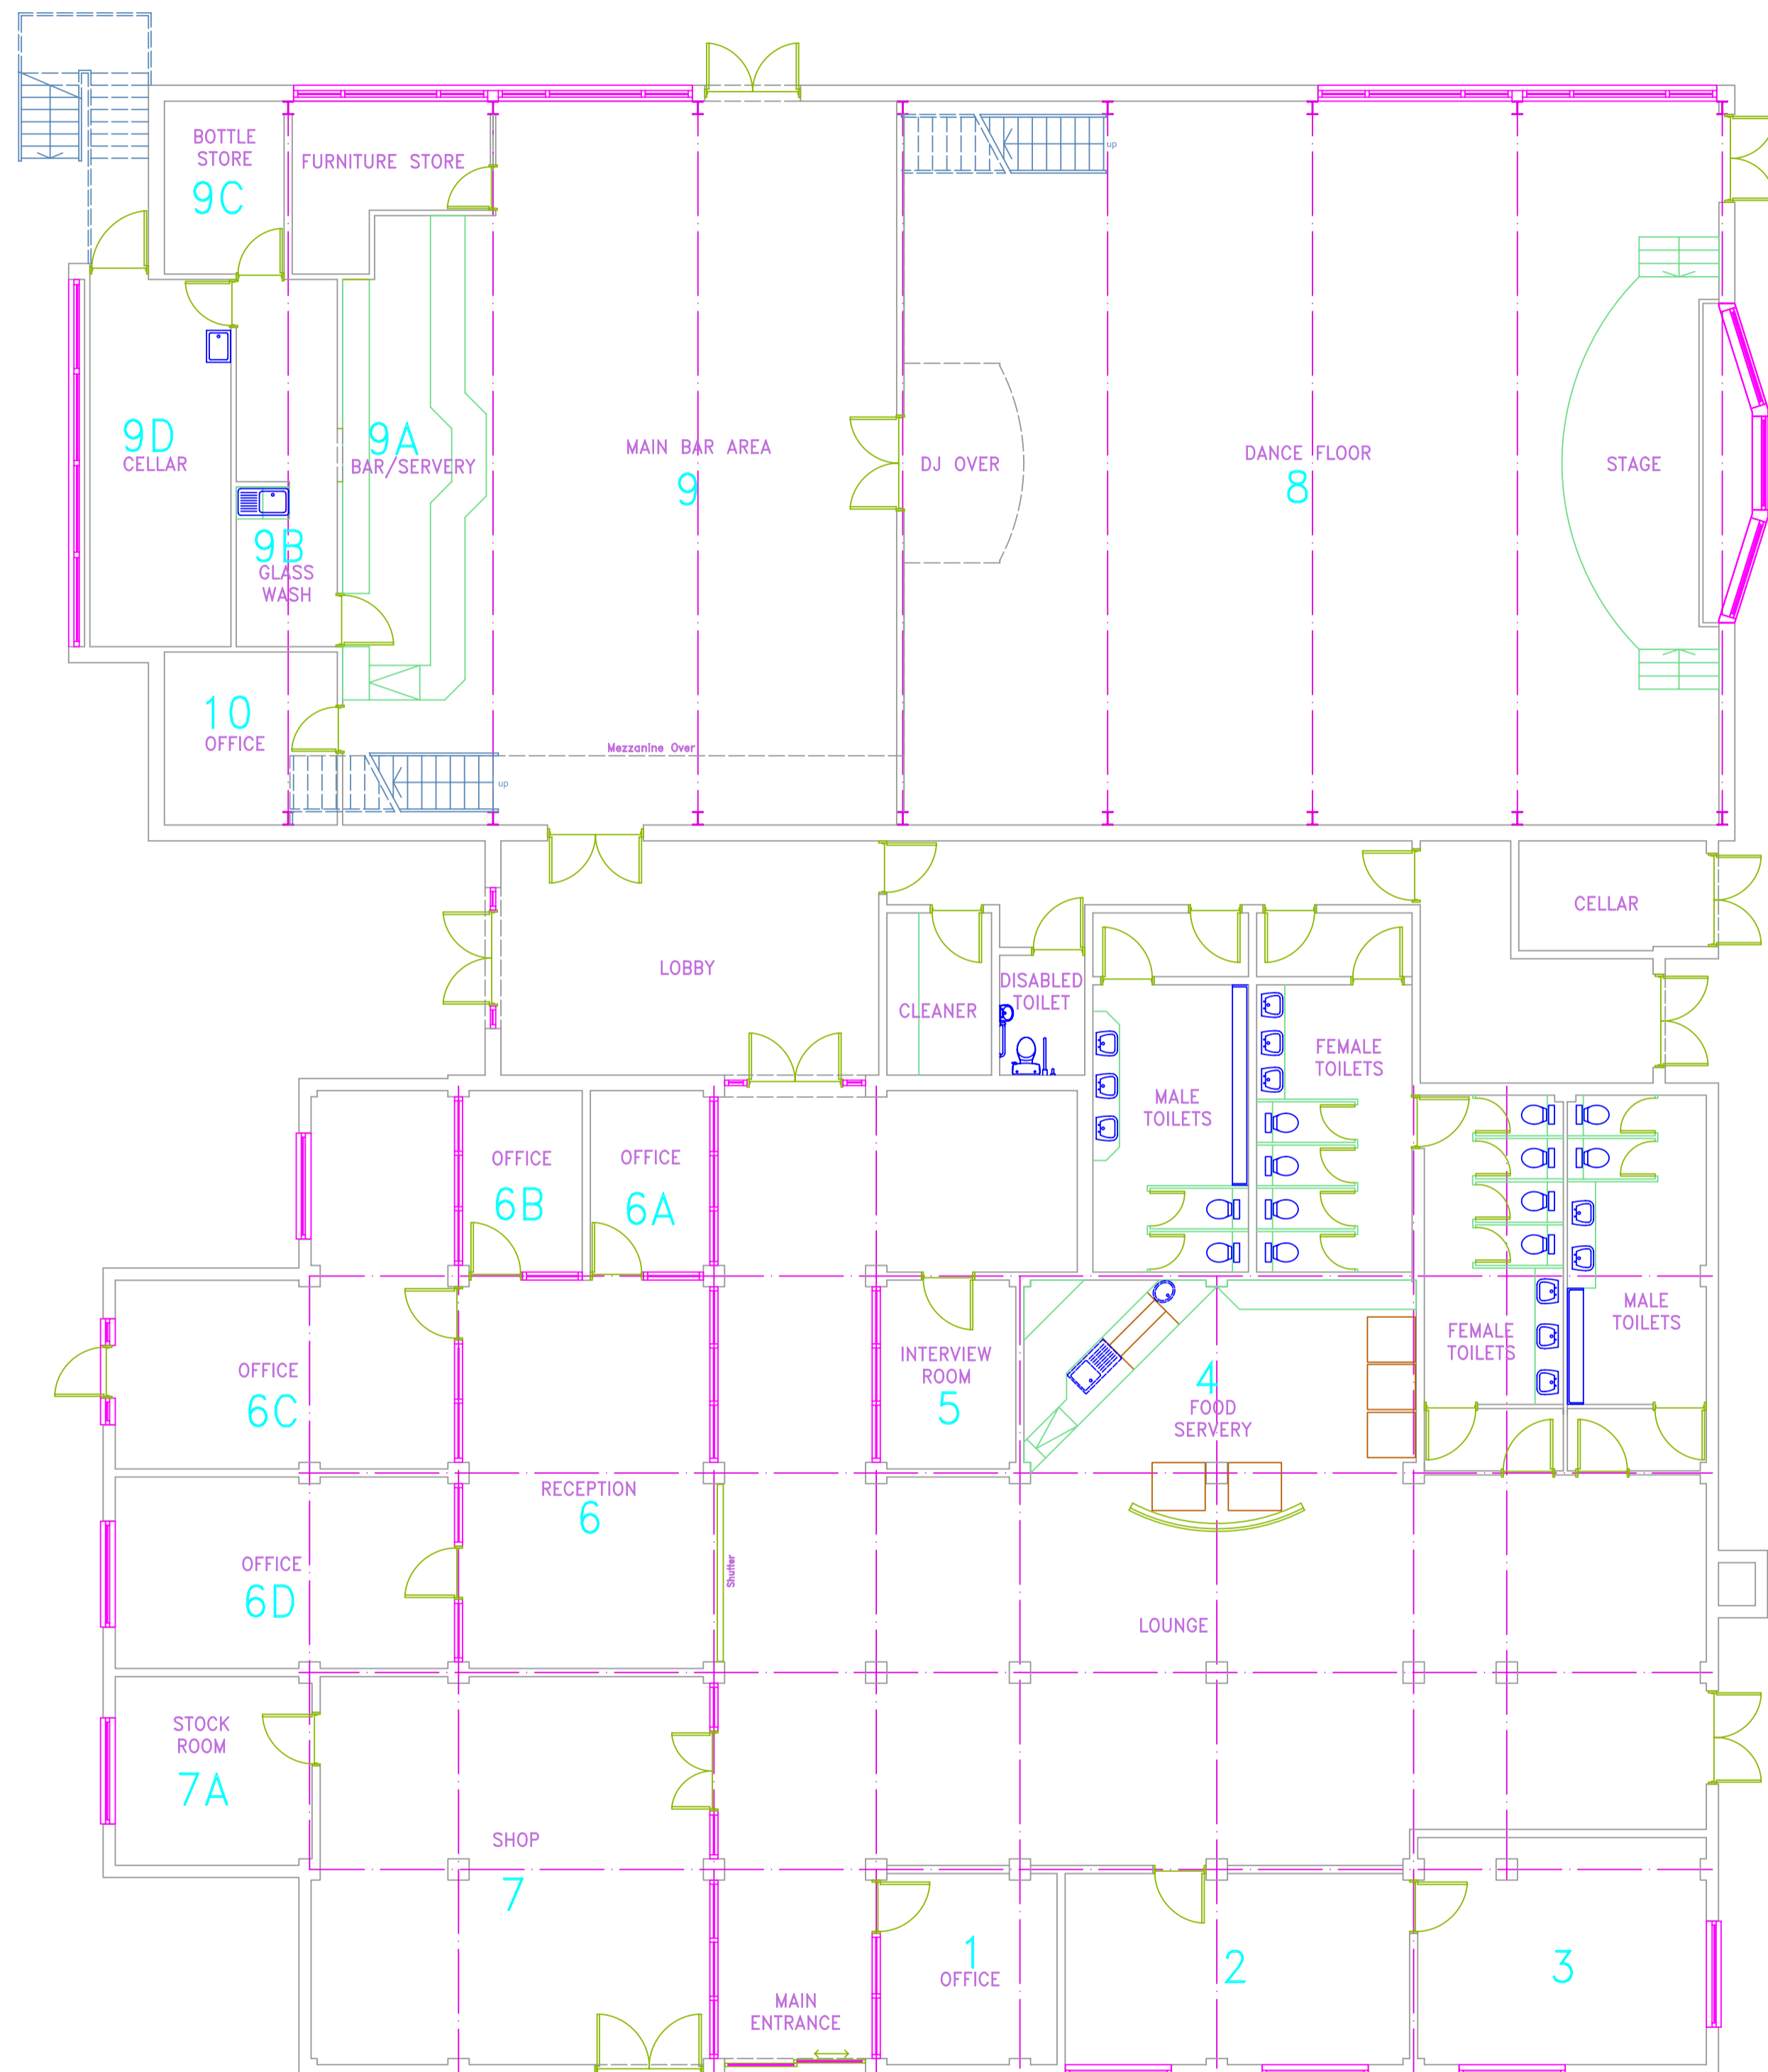 BOTTLE
STORE
9C
FURNITURE STORE
up
9D
CELLAR
9A
BAR/SERVERY
MAIN BAR AREA
9
DJ OVER
DANCE FLOOR
8
STAGE
9B
GLASS
WASH
10
OFFICE
Mezzanine Over
up
CELLAR
LOBBY
CLEANER
DISABLED
TOILET
MALE
TOILETS
FEMALE
TOILETS
OFFICE
6B
OFFICE
6A
OFFICE
6C
INTERVIEW
ROOM
5
4
FOOD
SERVERY
FEMALE
TOILETS
MALE
TOILETS
RECEPTION
6
OFFICE
6D
Shutter
LOUNGE
STOCK
ROOM
7A
SHOP
7
MAIN
ENTRANCE
1
OFFICE
2
3